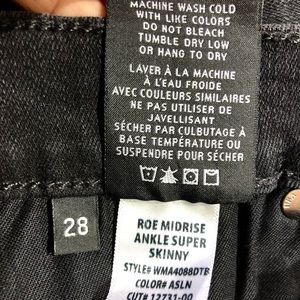 MACHINE WASH COLD
WITH LIKE COLORS
DO NOT BLEACH
TUMBLE DRY LOW
OR HANG TO DRY
LAVER À LA MACHINE
À L'EAU FROIDE
AVEC COULEURS SIMILAIRES
NE PAS UTILISER DE
JAVELLISANT
SÉCHER PAR CULBUTAGE À
BASE TEMPÉRATURE OU
SUSPENDRE POUR SÉCHER
28
ROE MIDRISE
ANKLE SUPER
SKINNY
STYLE# WMA4088DTB
COLOR# ASLN
CUT# 12731-00